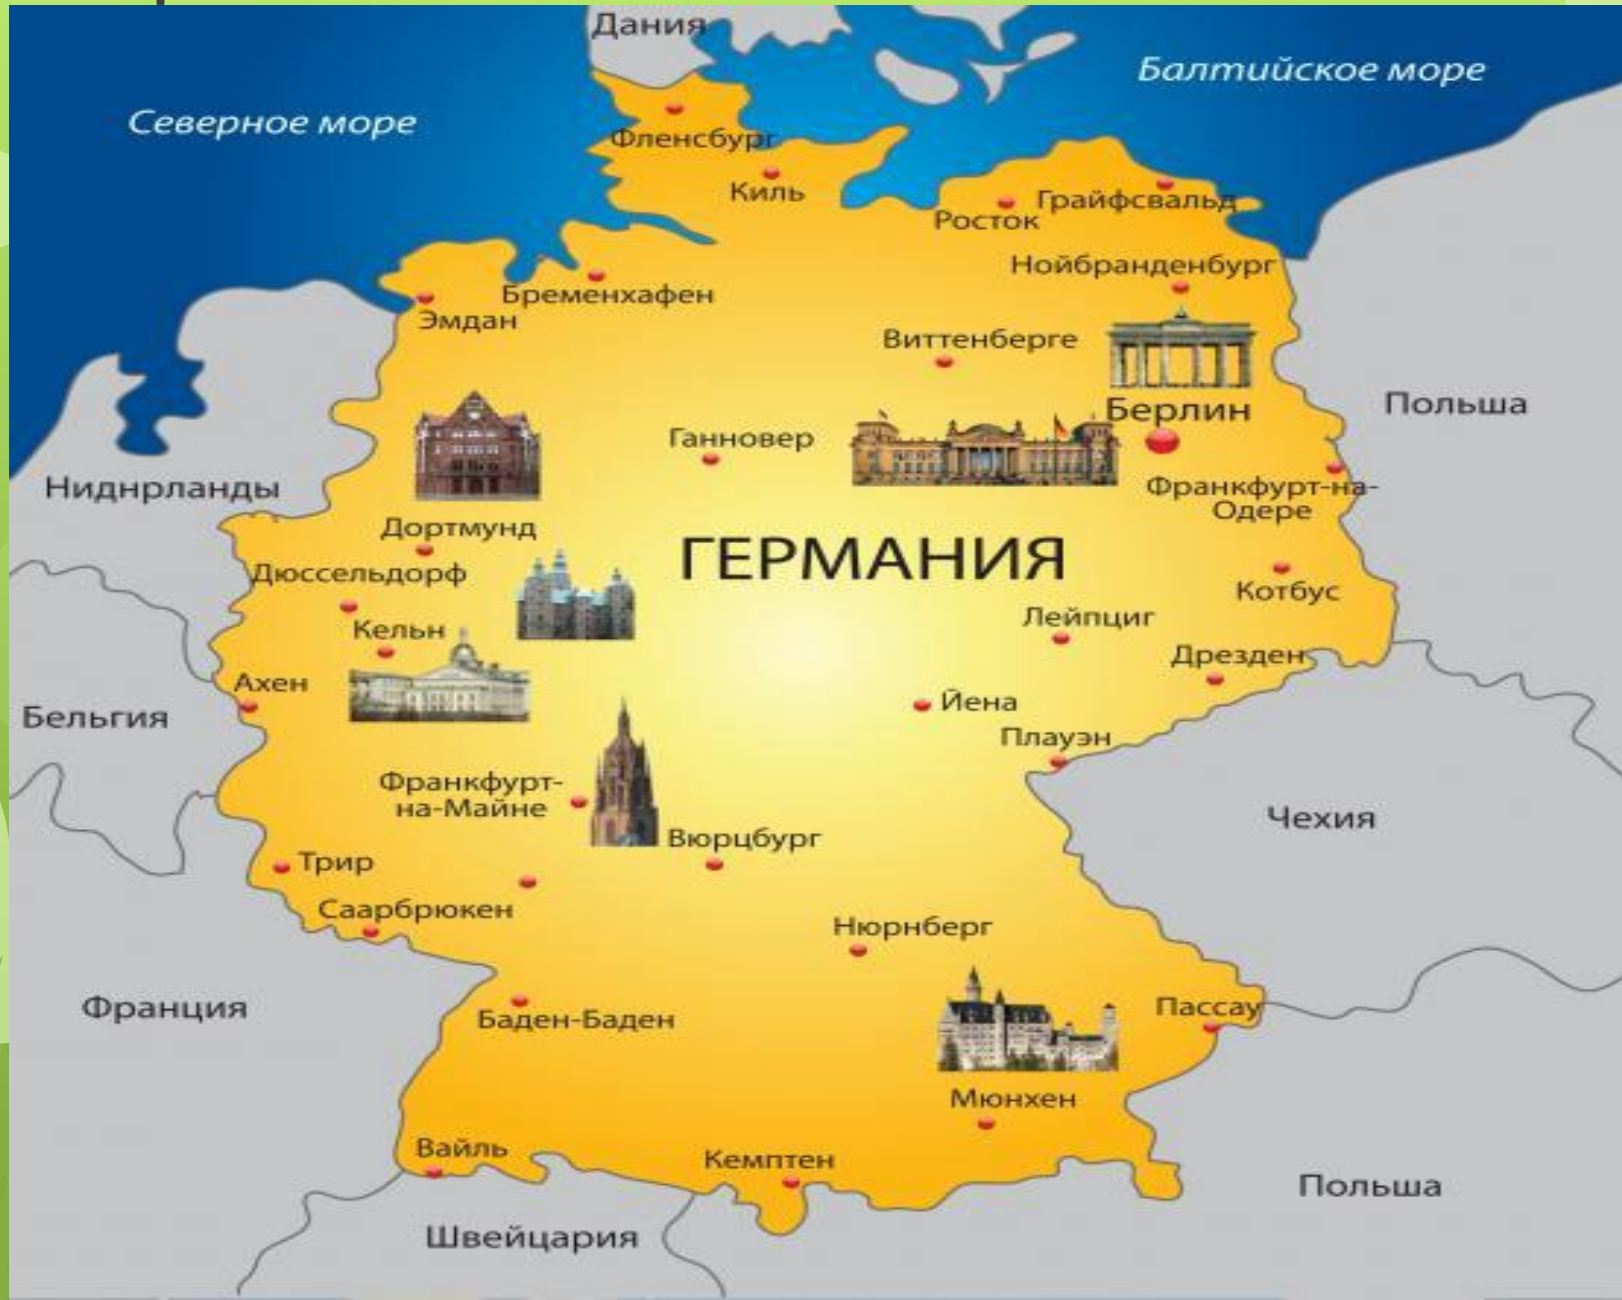 Дания
Балтийское море
Северное море
Фленсбург
Киль
Грайфсвальд
Росток
Нойбранденбург
Бременхафен
Эмдан
Виттенберге
Берлин
Польша
Ганновер
Ниднрланды
Франкфурт-на-
Одере
Дортмунд
ГЕРМАНИЯ
Дюссельдорф
Котбус
Лейпциг
Кельн
Дрезден
Ахен
Йена
Бельгия
Плауэн
Франкфурт-
на-Майне
Чехия
Вюрцбург
Трир
Саарбрюкен
Нюрнберг
Франция
Пассау
Баден-Баден
Мюнхен
Вайль
Кемптен
Польша
Швейцария